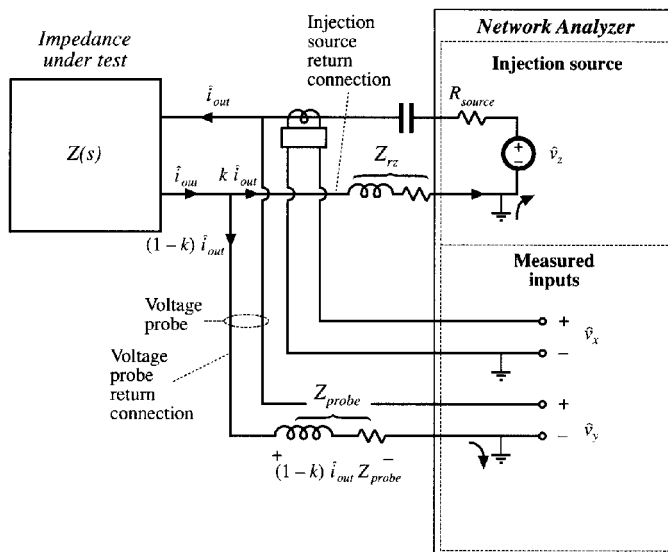 Impedance
under test
Z(s)
Injection
source
return
connection
Network Analyzer
Injection source
R_source
v̂_z
+
−
î_out
Z_rz
î_out
k î_out
(1 – k) î_out
Measured
inputs
Voltage
probe
Voltage
probe
return
connection
+
v̂_x
−
Z_probe
+
v̂_y
−
+
−
(1 – k) î_out Z_probe